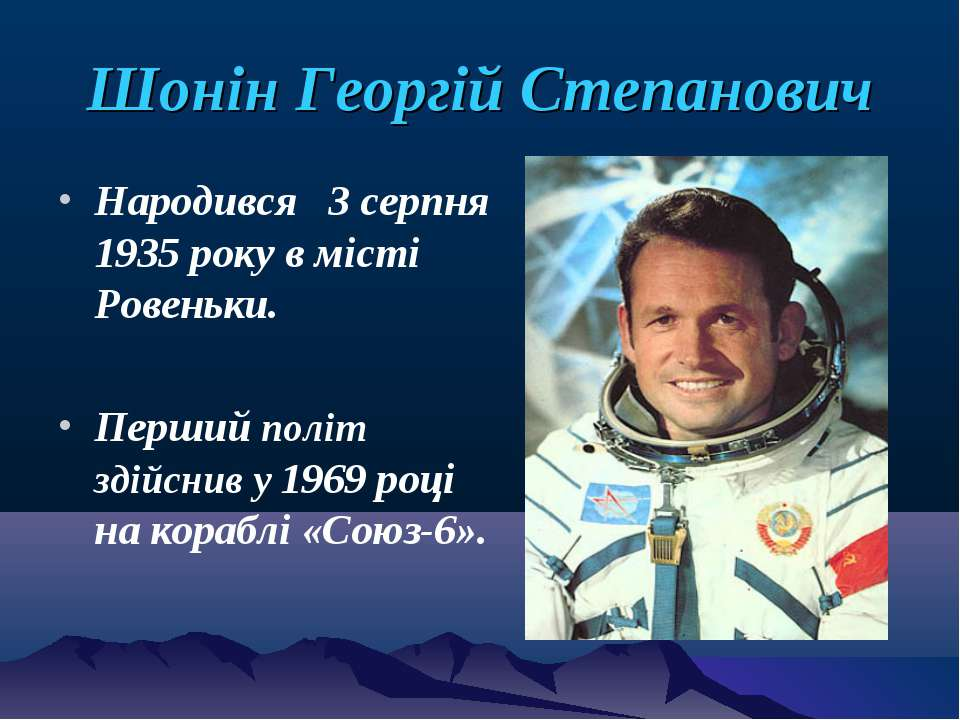 Шонін Георгій Степанович
• Народився 3 серпня
1935 року в місті
Ровеньки.
• Перший політ
здійснив у 1969 році
на кораблі «Союз-6».